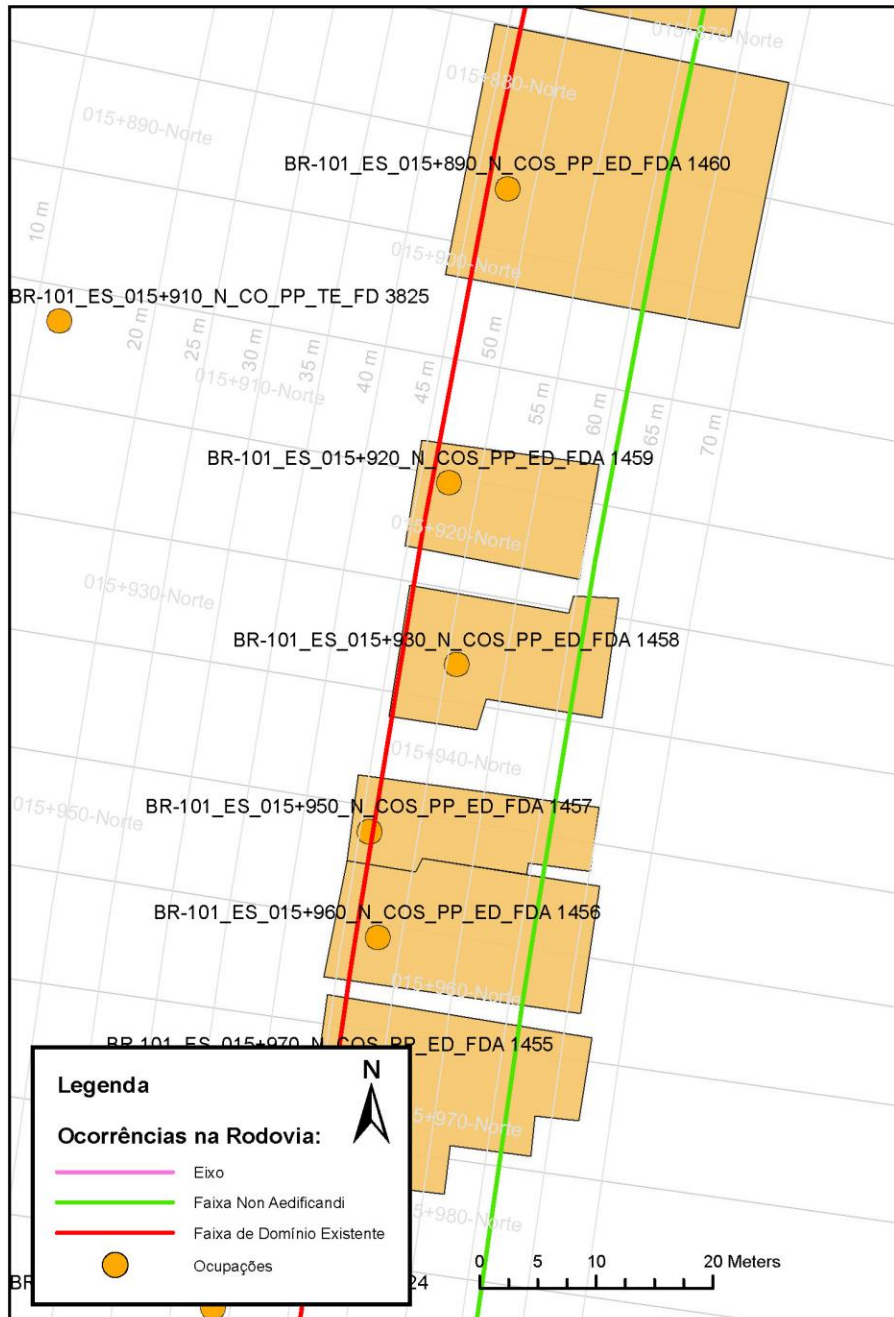 015+870-Norte
015+880-Norte
015+890-Norte
BR-101_ES_015+890_N_COS_PP_ED_FDA 1460
10 m
015+900-Norte
BR-101_ES_015+910_N_CO_PP_TE_FD 3825
20 m
25 m
30 m
35 m
40 m
45 m
50 m
55 m
60 m
65 m
70 m
015+910-Norte
BR-101_ES_015+920_N_COS_PP_ED_FDA 1459
015+920-Norte
015+930-Norte
BR-101_ES_015+930_N_COS_PP_ED_FDA 1458
015+940-Norte
015+950-Norte
BR-101_ES_015+950_N_COS_PP_ED_FDA 1457
BR-101_ES_015+960_N_COS_PP_ED_FDA 1456
015+960-Norte
BR-101_ES_015+970_N_COS_PP_ED_FDA 1455
015+970-Norte
015+980-Norte
Legenda
N
Ocorrências na Rodovia:
Eixo
Faixa Non Aedificandi
Faixa de Domínio Existente
Ocupações
0 5 10 20 Meters
24